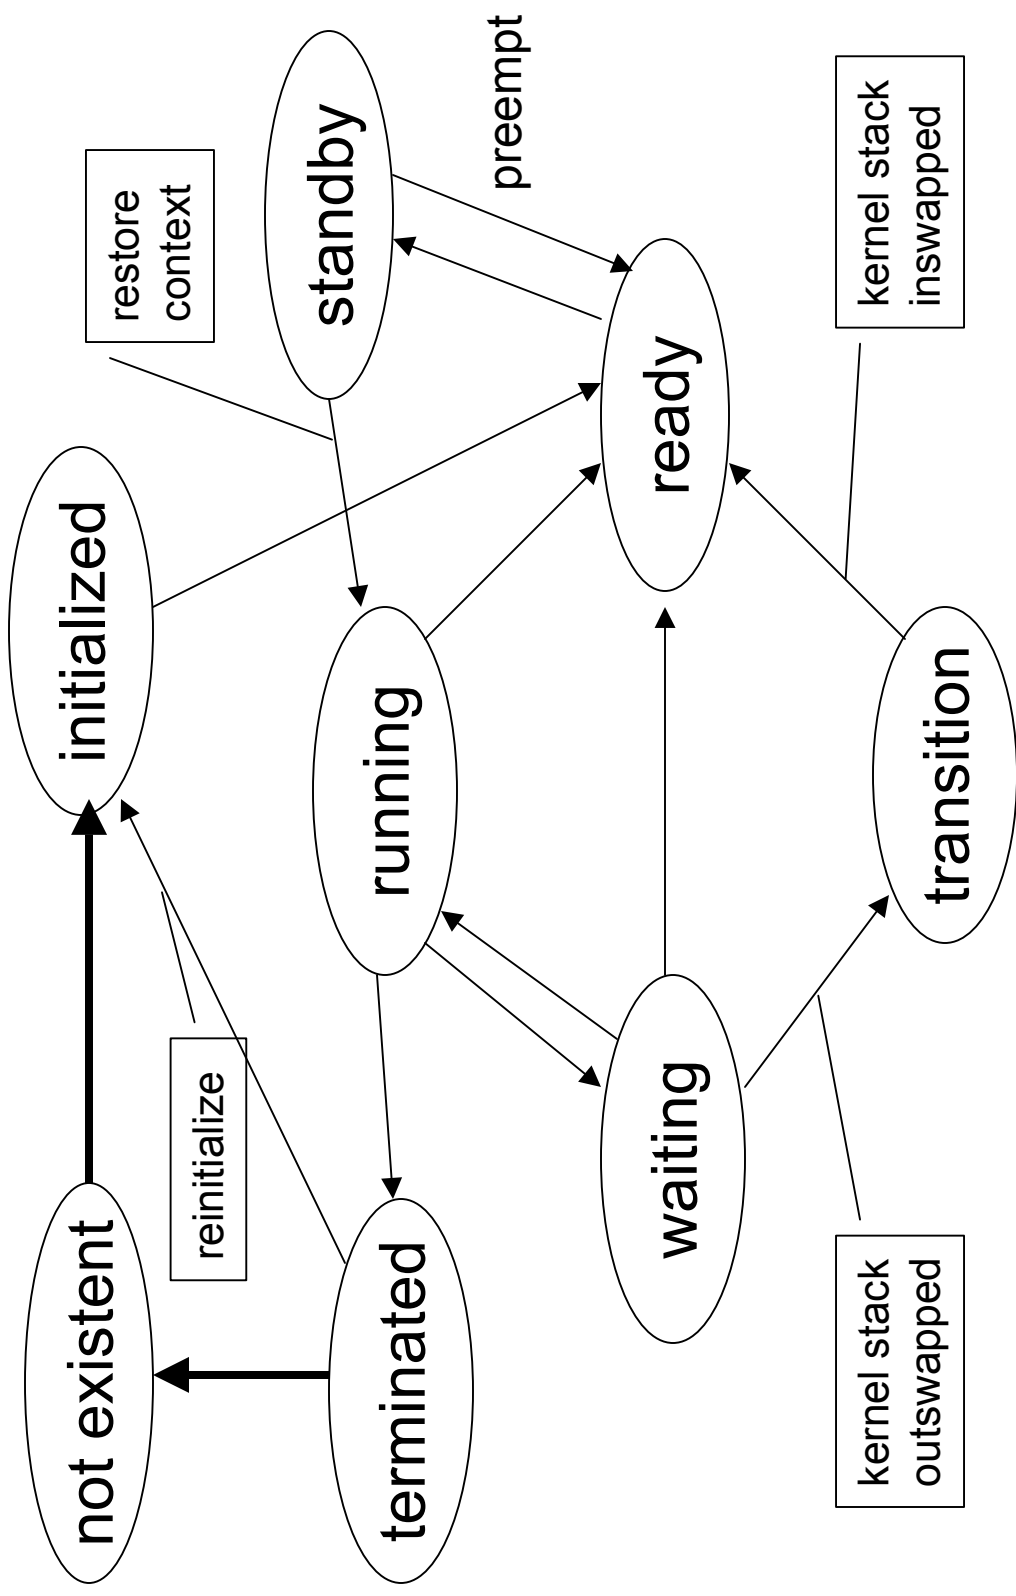 not existent
initialized
reinitialize
restore
context
terminated
running
standby
preempt
waiting
ready
kernel stack
outswapped
transition
kernel stack
inswapped